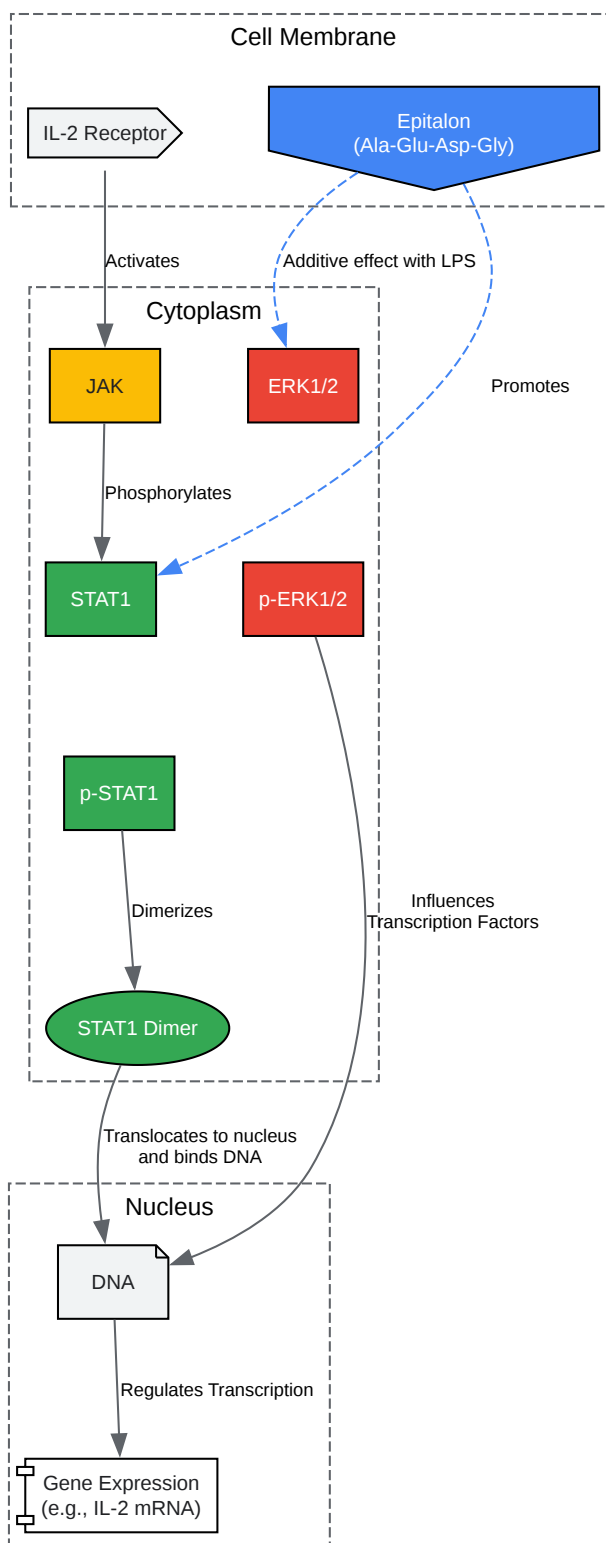 Cell Membrane
IL-2 Receptor
Epitalon
(Ala-Glu-Asp-Gly)
Activates
Additive effect with LPS
Cytoplasm
JAK
ERK1/2
Promotes
Phosphorylates
STAT1
p-ERK1/2
p-STAT1
Dimerizes
Influences
Transcription Factors
STAT1 Dimer
Translocates to nucleus
and binds DNA
Nucleus
DNA
Regulates Transcription
Gene Expression
(e.g., IL-2 mRNA)